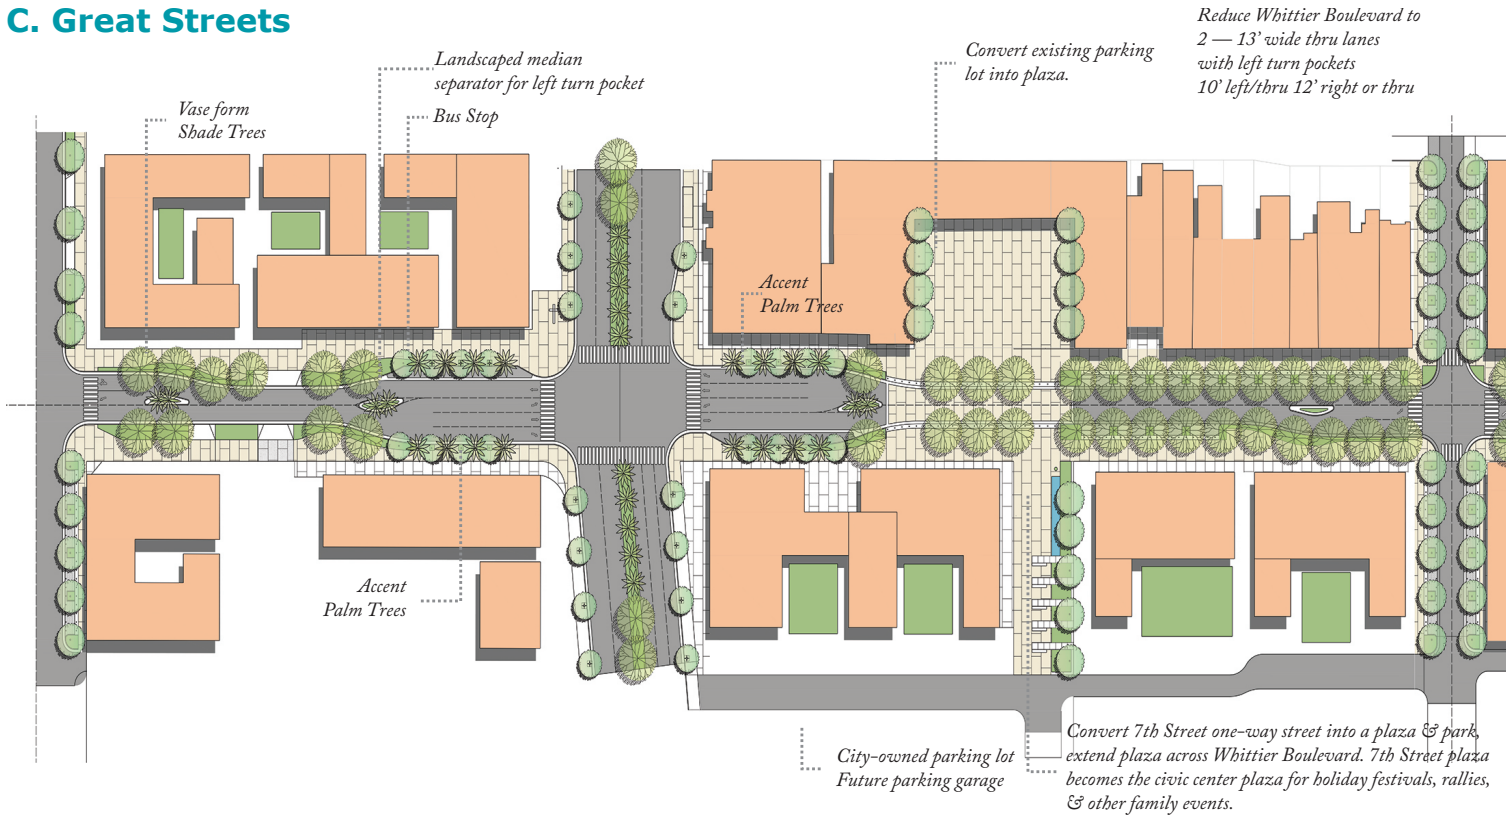 C. Great Streets
Reduce Whittier Boulevard to
2 — 13' wide thru lanes
with left turn pockets
10' left/thru 12' right or thru
Convert existing parking
lot into plaza.
Landscaped median
separator for left turn pocket
Bus Stop
Vase form
Shade Trees
Accent
Palm Trees
Accent
Palm Trees
City-owned parking lot
Future parking garage
Convert 7th Street one-way street into a plaza & park,
extend plaza across Whittier Boulevard. 7th Street plaza
becomes the civic center plaza for holiday festivals, rallies,
& other family events.